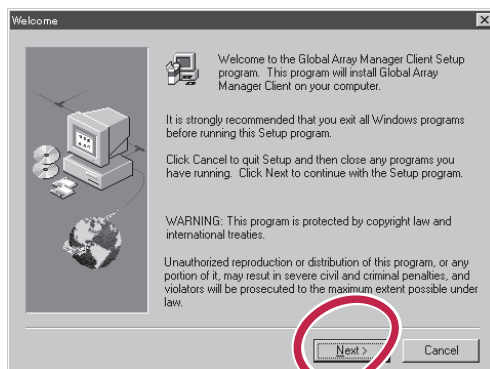 Welcome
Welcome to the Global Array Manager Client Setup
program. This program will install Global Array
Manager Client on your computer.
It is strongly recommended that you exit all Windows programs
before running this Setup program.
Click Cancel to quit Setup and then close any programs you
have running. Click Next to continue with the Setup program.
WARNING: This program is protected by copyright law and
international treaties.
Unauthorized reproduction or distribution of this program, or any
portion of it, may resut in severe civil and criminal penalties, and
violators will be prosecuted to the maximum extent possible under
law.
Next >
Cancel